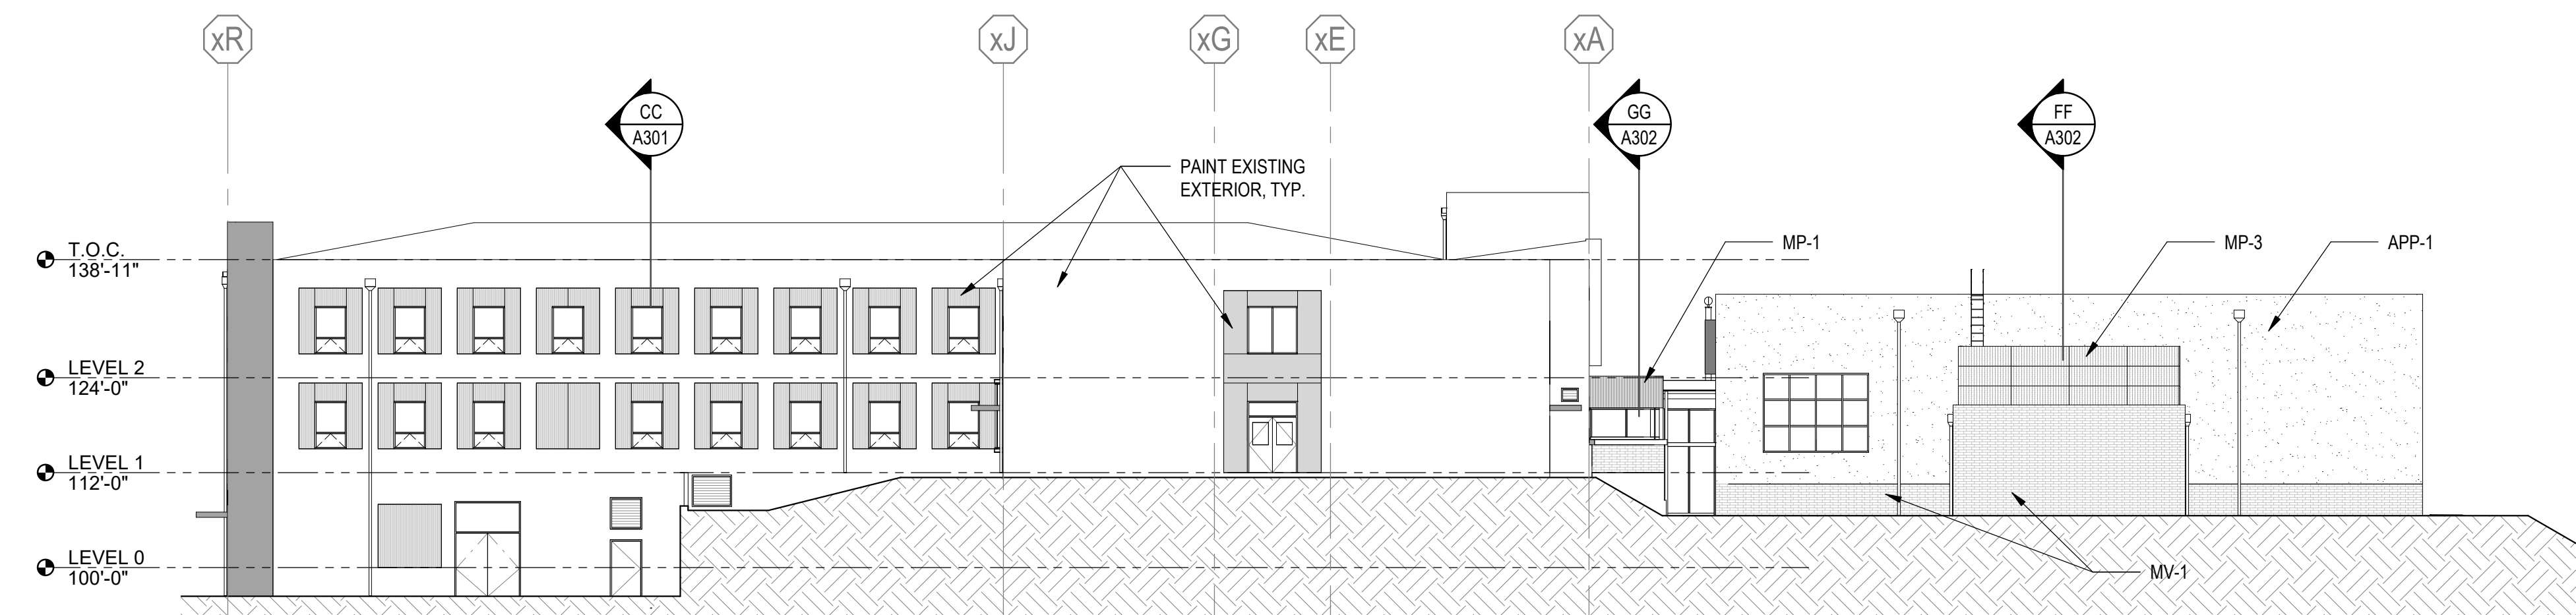 xR
xJ
xG
xE
xA
CC
A301
GG
A302
FF
A302
PAINT EXISTING
EXTERIOR, TYP.
T.O.C.
138'-11"
MP-1
MP-3
APP-1
LEVEL 2
124'-0"
LEVEL 1
112'-0"
LEVEL 0
100'-0"
MV-1